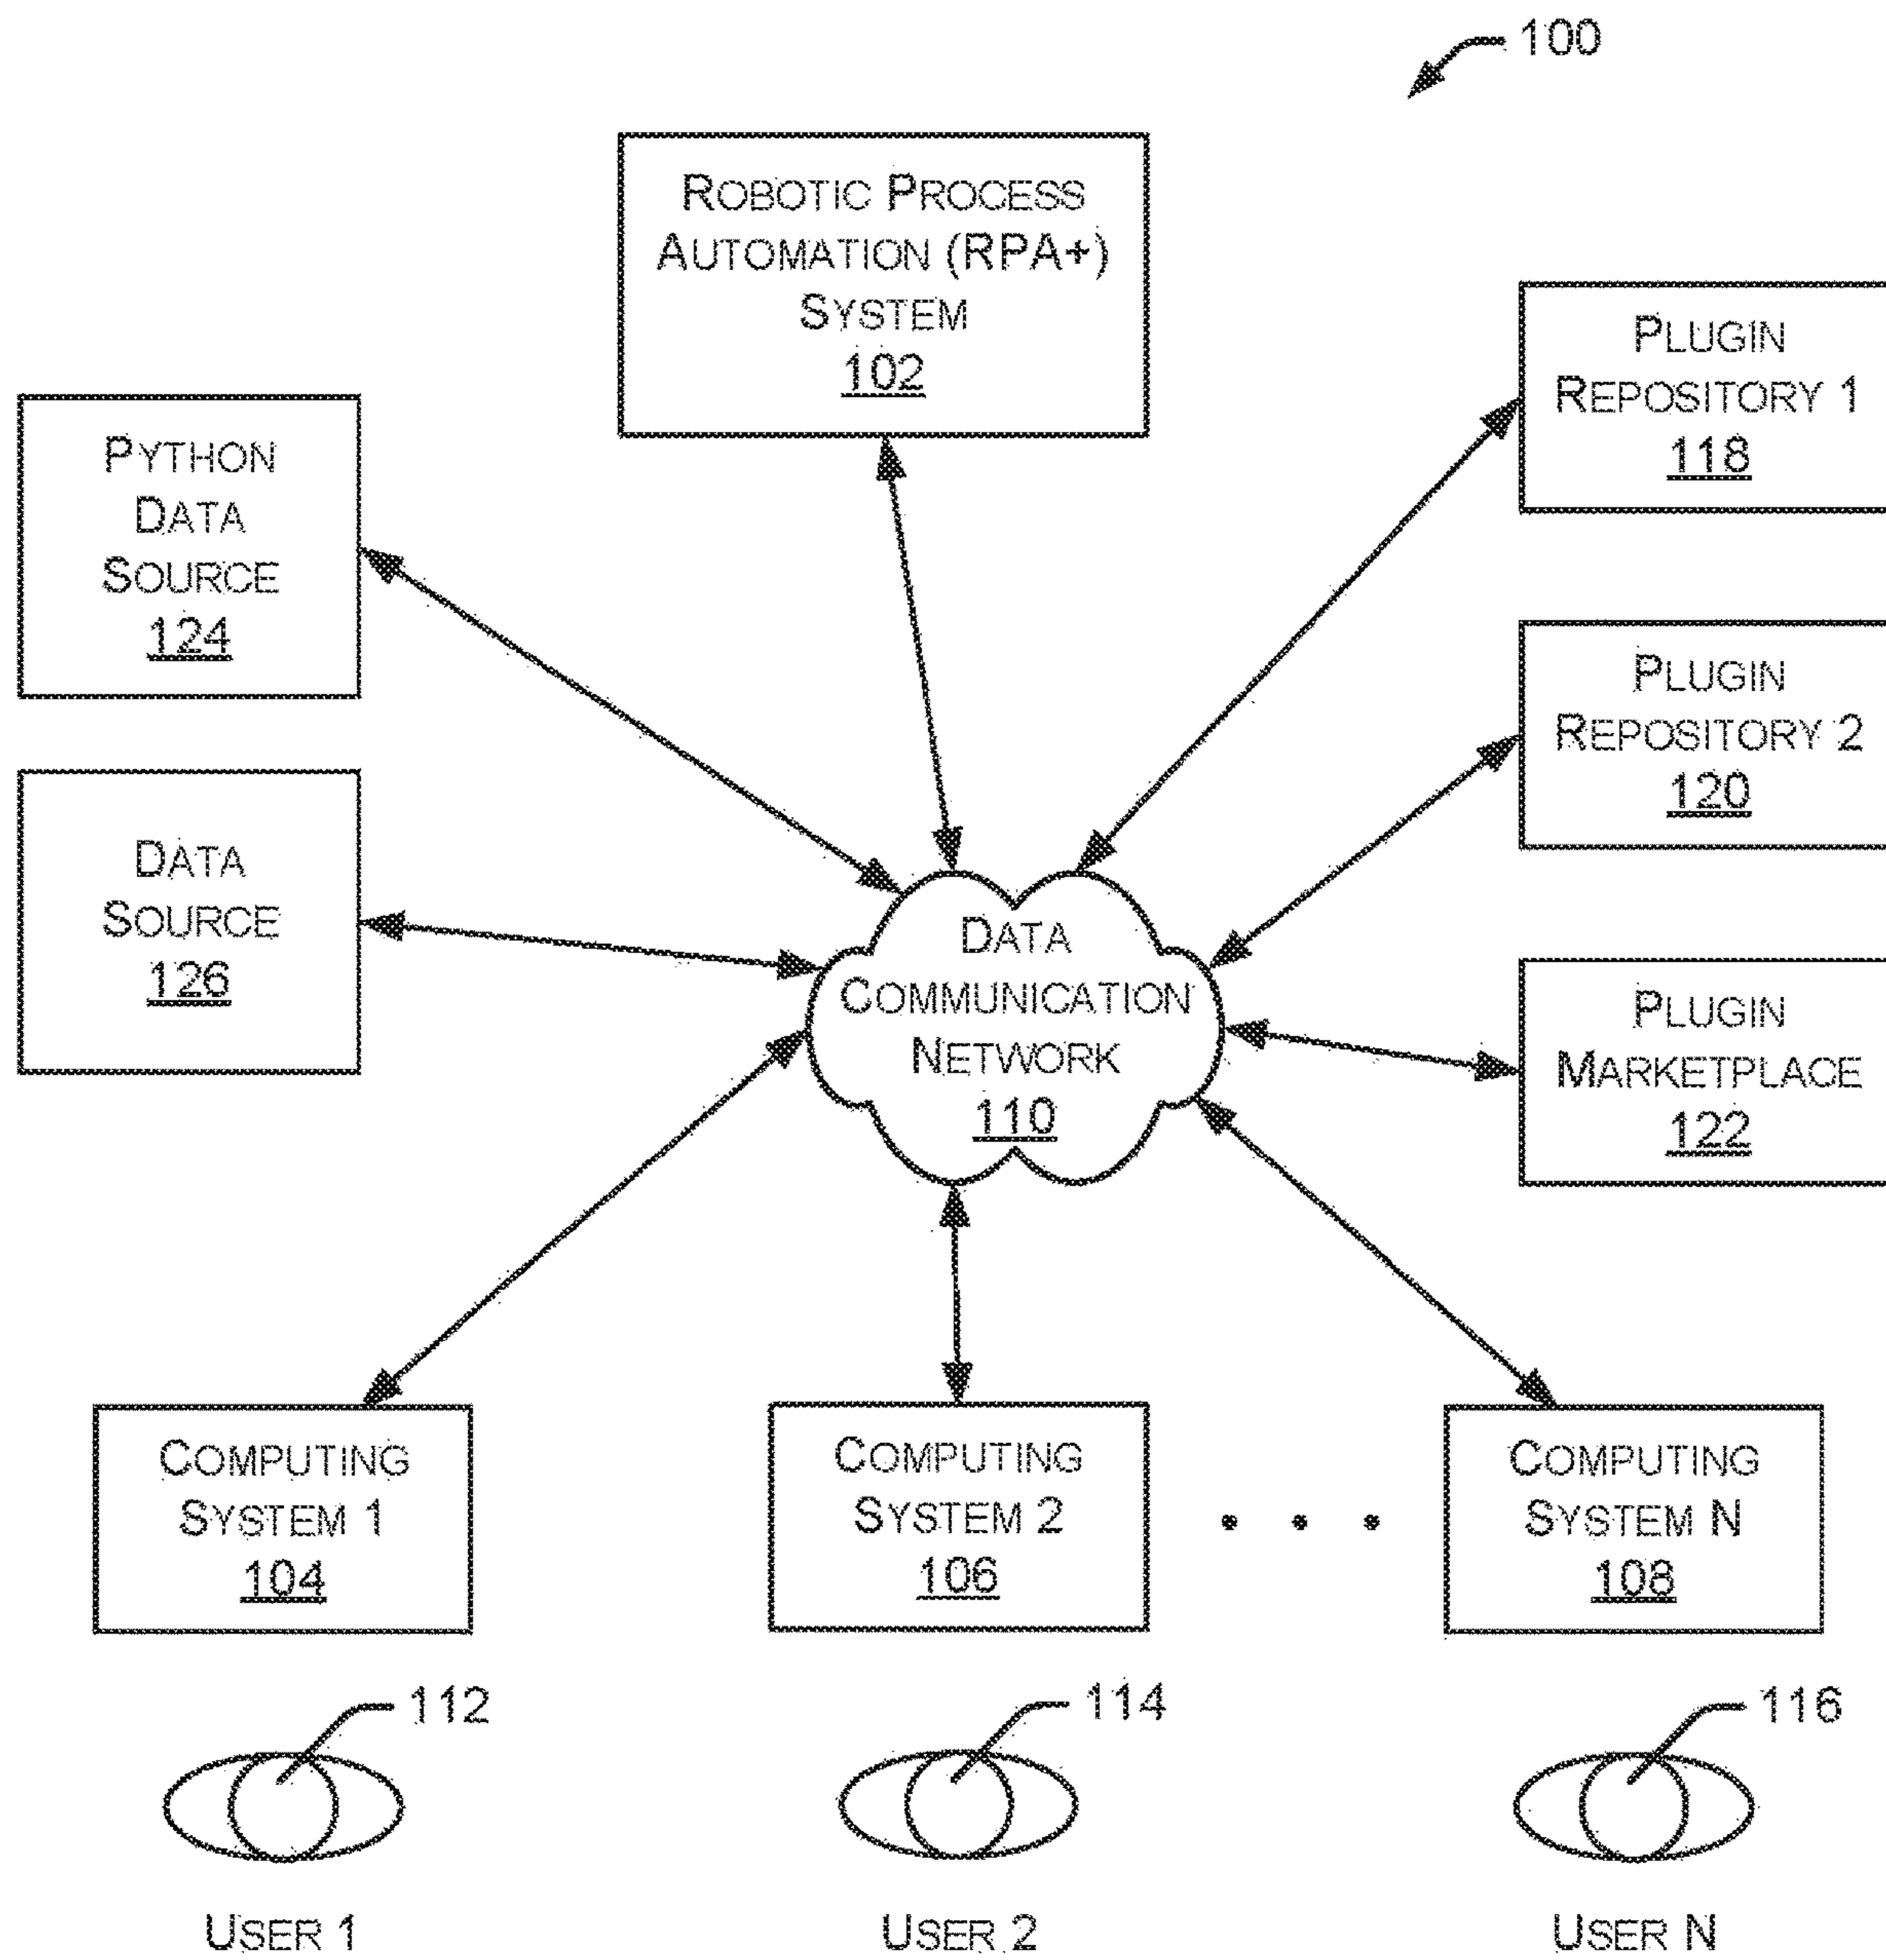 100
ROBOTIC PROCESS
AUTOMATION (RPA+)
SYSTEM
102
PLUGIN
REPOSITORY 1
118
PYTHON
DATA
SOURCE
124
PLUGIN
REPOSITORY 2
120
DATA
SOURCE
126
DATA
COMMUNICATION
NETWORK
110
PLUGIN
MARKETPLACE
122
COMPUTING
SYSTEM 1
104
COMPUTING
SYSTEM 2
106
. . .
COMPUTING
SYSTEM N
108
112
114
116
USER 1
USER 2
USER N